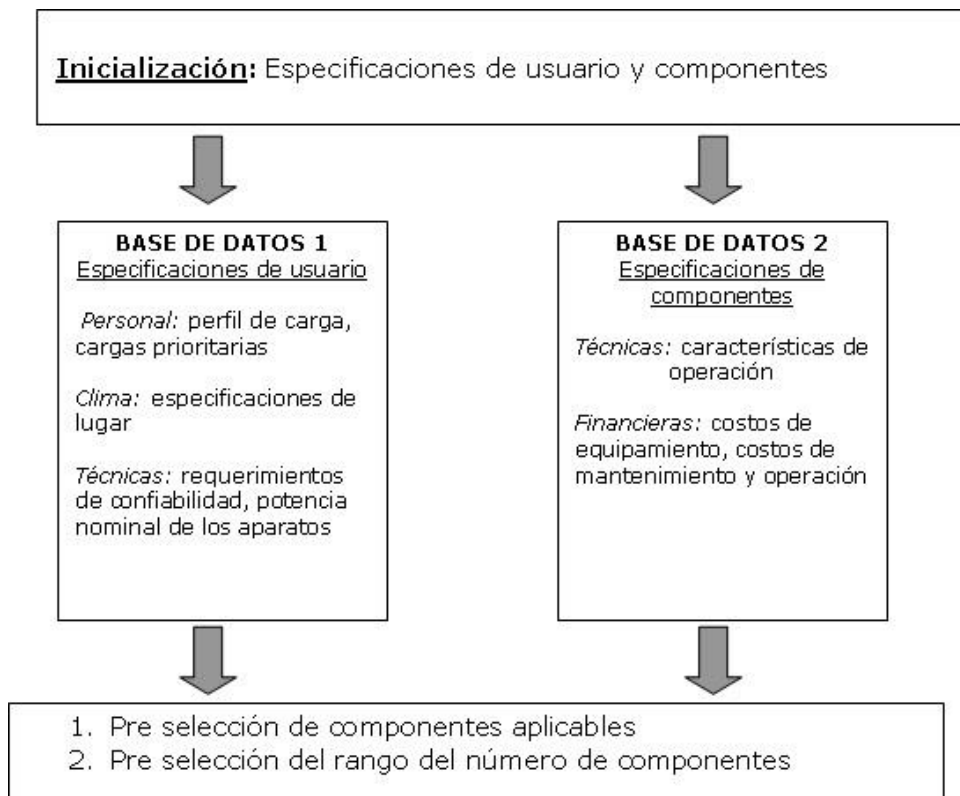 Inicialización: Especificaciones de usuario y componentes
BASE DE DATOS 1
Especificaciones de usuario
Personal: perfil de carga,
cargas prioritarias
Clima: especificaciones de
lugar
Técnicas: requerimientos
de confiabilidad, potencia
nominal de los aparatos
BASE DE DATOS 2
Especificaciones de
componentes
Técnicas: características de
operación
Financieras: costos de
equipamiento, costos de
mantenimiento y operación
1. Pre selección de componentes aplicables
2. Pre selección del rango del número de componentes